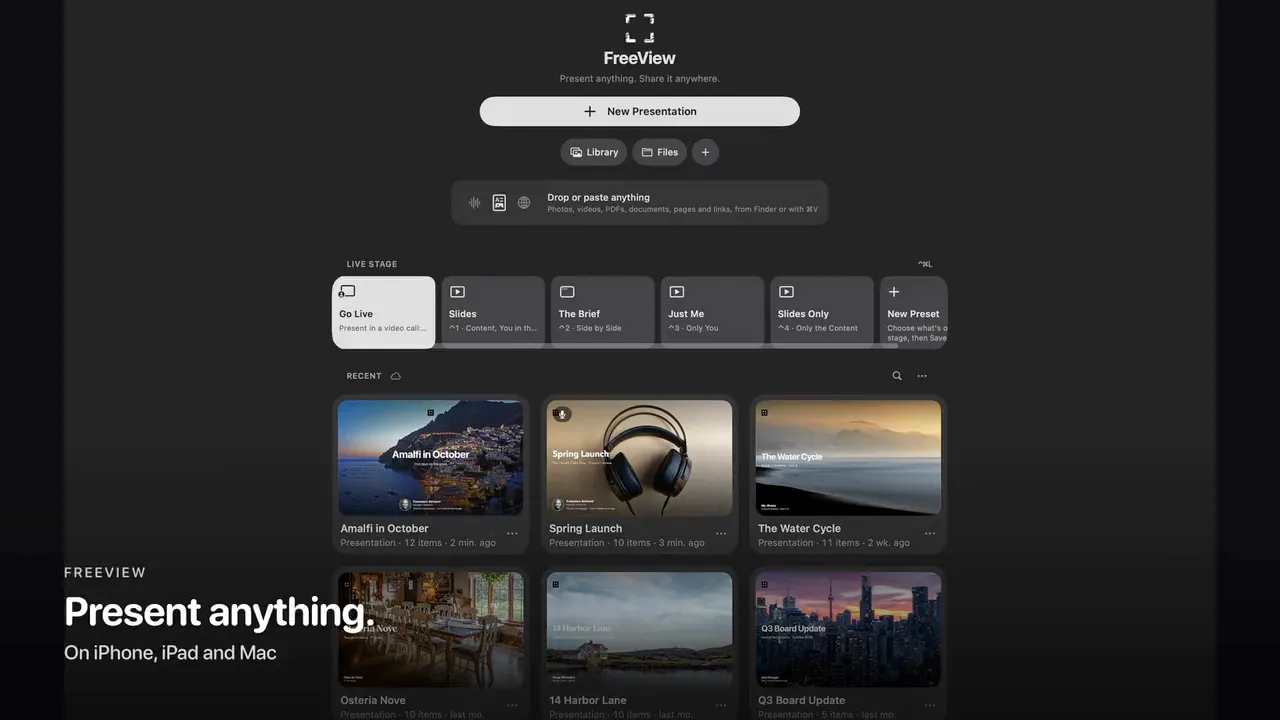 FreeView
Present anything. Share it anywhere.
New Presentation
Library
Files
Drop or paste anything
Photos, videos, PDFs, documents, pages and links, from Finder or with ⌘V
LIVE STAGE
^⌘L
Go Live
Present in a video call:...
Slides
^1 · Content, You in th...
The Brief
^2 · Side by Side
Just Me
^3 · Only You
Slides Only
^4 · Only the Content
New Preset
Choose what's o
stage, then Save
RECENT
Amalfi in October
Spring Launch
The Water Cycle
Amalfi in October
Presentation · 12 items · 2 min. ago
Spring Launch
Presentation · 10 items · 3 min. ago
The Water Cycle
Presentation · 11 items · 2 wk. ago
FREEVIEW
Present anything.
On iPhone, iPad and Mac
Nove
14 Harbor Lane
Q3 Board Update
Osteria Nove
Presentation · 10 items · last mo.
14 Harbor Lane
Presentation · 10 items · last mo.
Q3 Board Update
Presentation · 5 items · last mo.